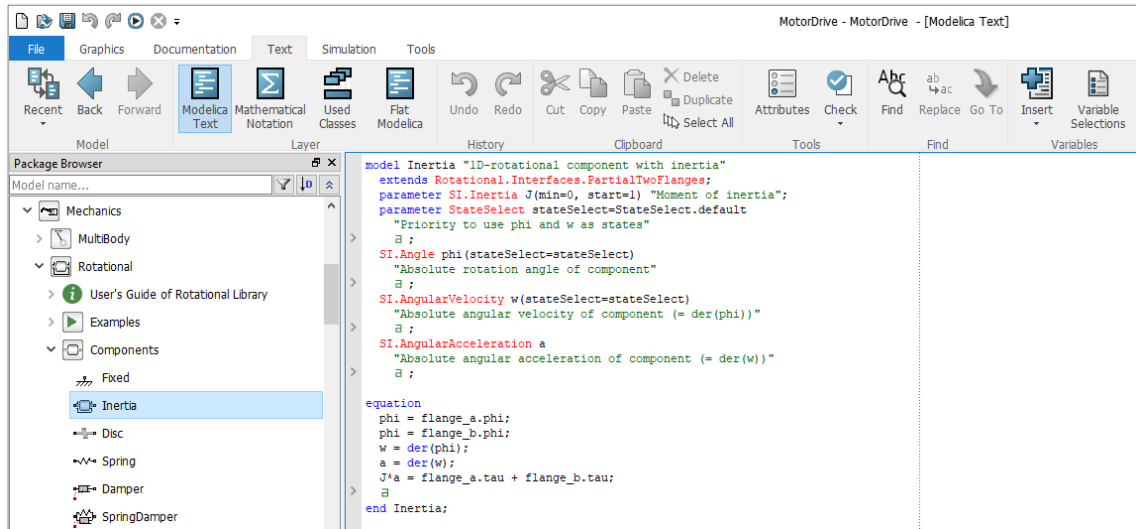 MotorDrive - MotorDrive - [Modelica Text]
File Graphics Documentation Text Simulation Tools
Recent Back Forward Modelica Text Mathematical Notation Used Classes Flat Modelica Undo Redo Cut Copy Paste Delete Duplicate Select All Attributes Check Find Replace Go To Insert Variable Selections
Model Layer History Clipboard Tools Find Variables
Package Browser
Model name...
Mechanics
MultiBody
Rotational
User's Guide of Rotational Library
Examples
Components
Fixed
Inertia
Disc
Spring
Damper
SpringDamper
model Inertia "1D-rotational component with inertia"
extends Rotational.Interfaces.PartialTwoFlanges;
parameter SI.Inertia J(min=0, start=1) "Moment of inertia";
parameter StateSelect stateSelect=StateSelect.default
"Priority to use phi and w as states"
a ;
SI.Angle phi(stateSelect=stateSelect)
"Absolute rotation angle of component"
a ;
SI.AngularVelocity w(stateSelect=stateSelect)
"Absolute angular velocity of component (= der(phi))"
a ;
SI.AngularAcceleration a
"Absolute angular acceleration of component (= der(w))"
a ;
equation
phi = flange_a.phi;
phi = flange_b.phi;
w = der(phi);
a = der(w);
J*a = flange_a.tau + flange_b.tau;
a
end Inertia;